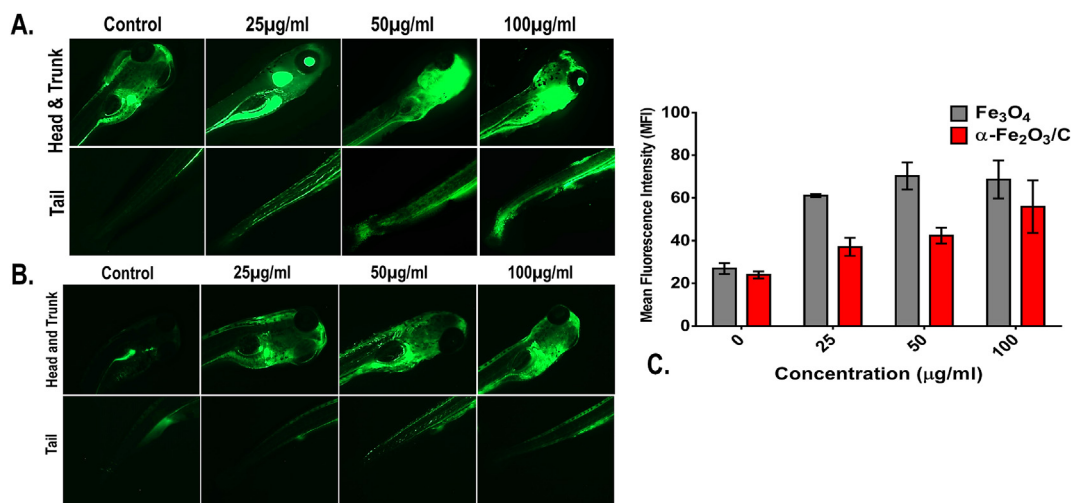 A.
Control 25µg/ml 50µg/ml 100µg/ml
Head & Trunk
Tail
B.
Control 25µg/ml 50µg/ml 100µg/ml
Head and Trunk
Tail
Mean Fluorescence Intensity (MFI)
100
80
60
40
20
0
Fe₃O₄
α-Fe₂O₃/C
0 25 50 100
Concentration (µg/ml)
C.